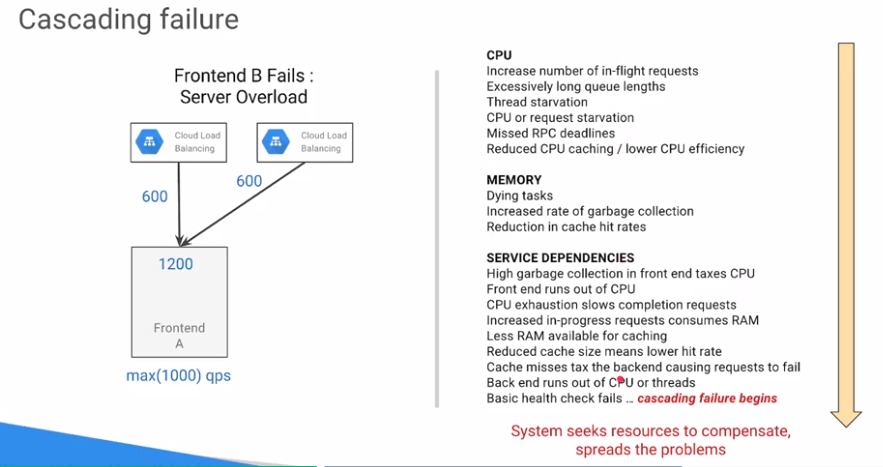 Cascading failure
Frontend B Fails :
Server Overload
Cloud Load
Balancing
Cloud Load
Balancing
600
600
1200
Frontend
A
max(1000) qps
CPU
Increase number of in-flight requests
Excessively long queue lengths
Thread starvation
CPU or request starvation
Missed RPC deadlines
Reduced CPU caching / lower CPU efficiency
MEMORY
Dying tasks
Increased rate of garbage collection
Reduction in cache hit rates
SERVICE DEPENDENCIES
High garbage collection in front end taxes CPU
Front end runs out of CPU
CPU exhaustion slows completion requests
Increased in-progress requests consumes RAM
Less RAM available for caching
Reduced cache size means lower hit rate
Cache misses tax the backend causing requests to fail
Back end runs out of CPU or threads
Basic health check fails … cascading failure begins
System seeks resources to compensate,
spreads the problems